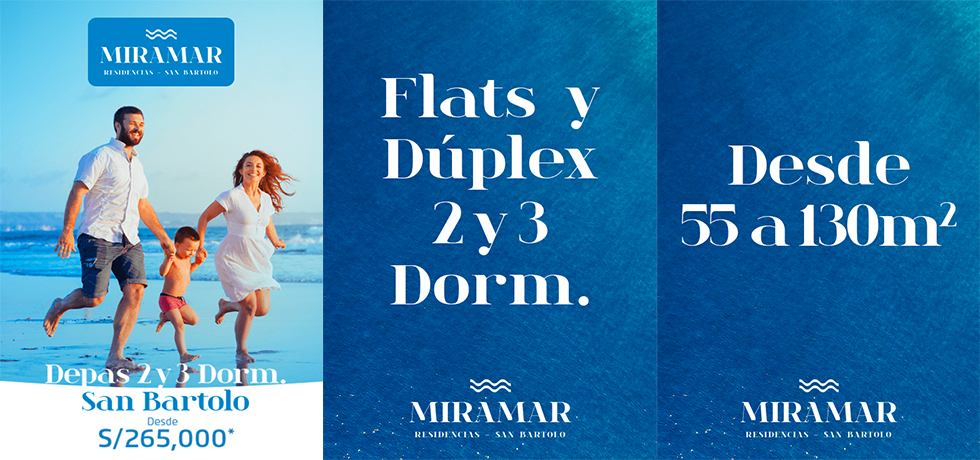 MIRAMAR
RESIDENCIAS - SAN BARTOLO
Depas 2 y 3 Dorm.
San Bartolo
Desde
S/265,000*
Flats y
Dúplex
2 y 3
Dorm.
MIRAMAR
RESIDENCIAS - SAN BARTOLO
Desde
55 a 130m²
MIRAMAR
RESIDENCIAS - SAN BARTOLO